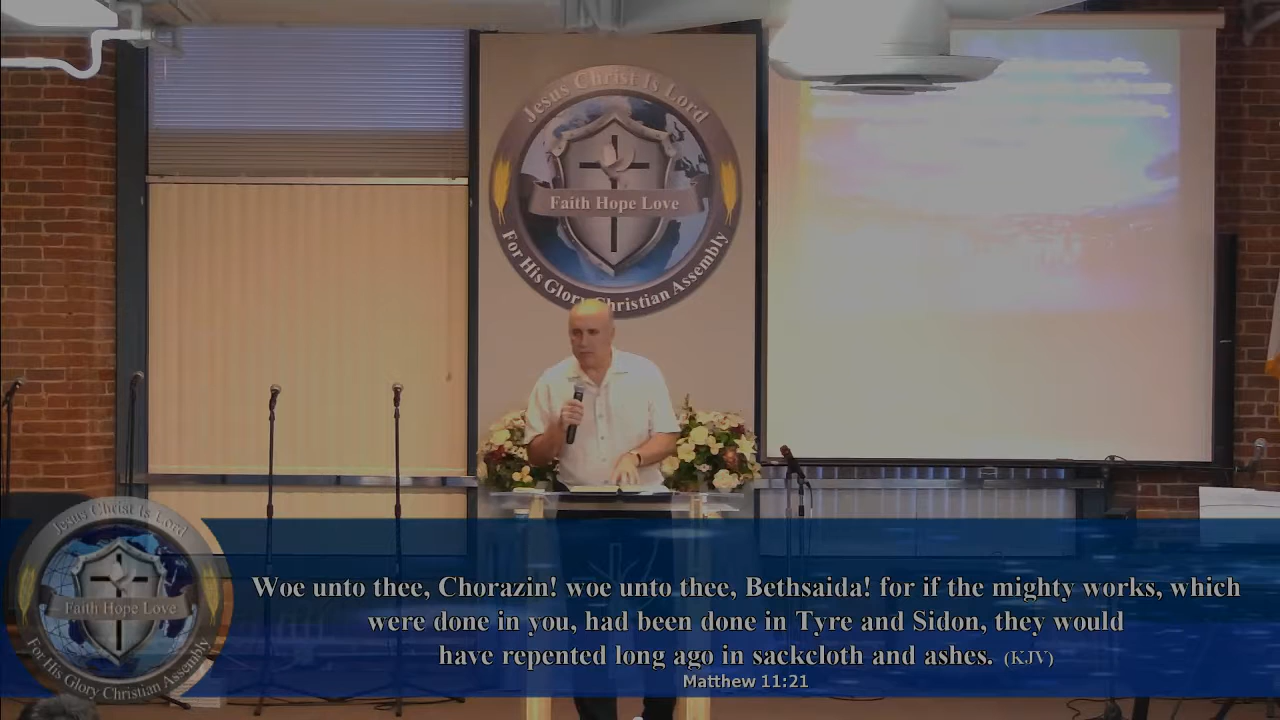 Jesus Christ Is Lord
Faith Hope Love
For His Glory Christian Assembly
Jesus Christ Is Lord
Faith Hope Love
For His Glory Christian Assembly
Woe unto thee, Chorazin! woe unto thee, Bethsaida! for if the mighty works, which
were done in you, had been done in Tyre and Sidon, they would
have repented long ago in sackcloth and ashes. (KJV)
Matthew 11:21